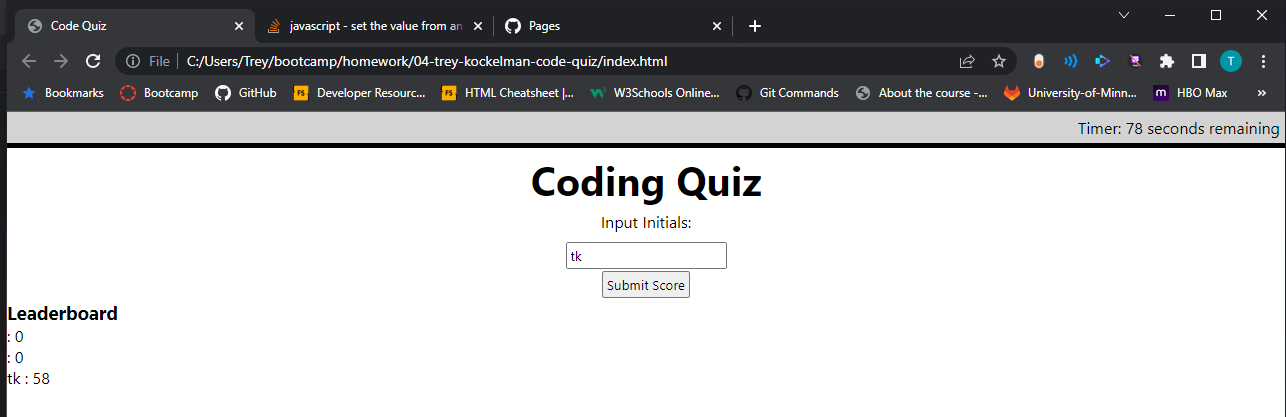 Code Quiz
javascript - set the value from an
Pages
File
C:/Users/Trey/bootcamp/homework/04-trey-kockelman-code-quiz/index.html
T
Bookmarks
Bootcamp
GitHub
FS
Developer Resourc...
FS
HTML Cheatsheet |...
W3Schools Online...
Git Commands
About the course -...
University-of-Minn...
m
HBO Max
»
Timer: 78 seconds remaining
Coding Quiz
Input Initials:
tk
Submit Score
Leaderboard
: 0
: 0
tk : 58